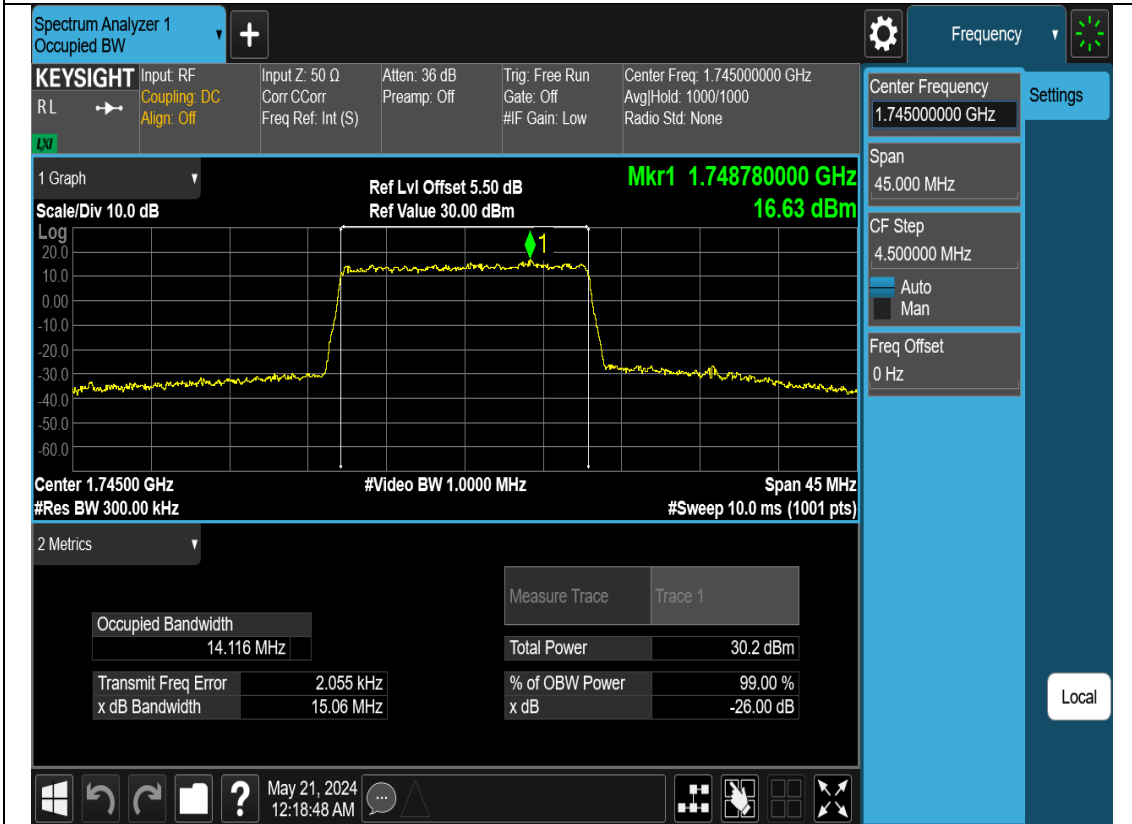 Spectrum Analyzer 1
Occupied BW
+
Frequency
KEYSIGHT
RL
LXI
Input: RF
Coupling: DC
Align: Off
Input Z: 50 Ω
Corr CCorr
Freq Ref: Int (S)
Atten: 36 dB
Preamp: Off
Trig: Free Run
Gate: Off
#IF Gain: Low
Center Freq: 1.745000000 GHz
Avg|Hold: 1000/1000
Radio Std: None
Center Frequency
1.745000000 GHz
Settings
Span
45.000 MHz
CF Step
4.500000 MHz
Auto
Man
Freq Offset
0 Hz
Local
1 Graph
Scale/Div 10.0 dB
Ref Lvl Offset 5.50 dB
Ref Value 30.00 dBm
Mkr1 1.748780000 GHz
16.63 dBm
Log
1
20.0
10.0
0.00
-10.0
-20.0
-30.0
-40.0
-50.0
-60.0
Center 1.74500 GHz
#Video BW 1.0000 MHz
Span 45 MHz
#Res BW 300.00 kHz
#Sweep 10.0 ms (1001 pts)
2 Metrics
Measure Trace Trace 1
Occupied Bandwidth
14.116 MHz
Total Power 30.2 dBm
Transmit Freq Error 2.055 kHz
% of OBW Power 99.00 %
x dB Bandwidth 15.06 MHz
x dB -26.00 dB
?
May 21, 2024
12:18:48 AM